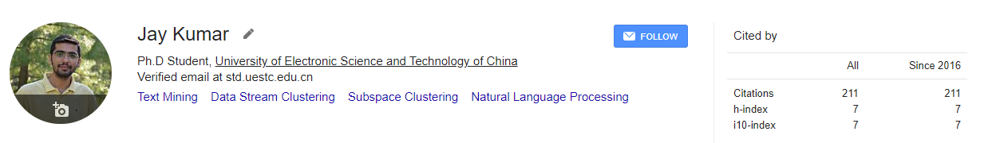 Jay Kumar
FOLLOW
Ph.D Student, University of Electronic Science and Technology of China
Verified email at std.uestc.edu.cn
Text Mining Data Stream Clustering Subspace Clustering Natural Language Processing
Cited by
All Since 2016
Citations 211 211
h-index 7 7
i10-index 7 7